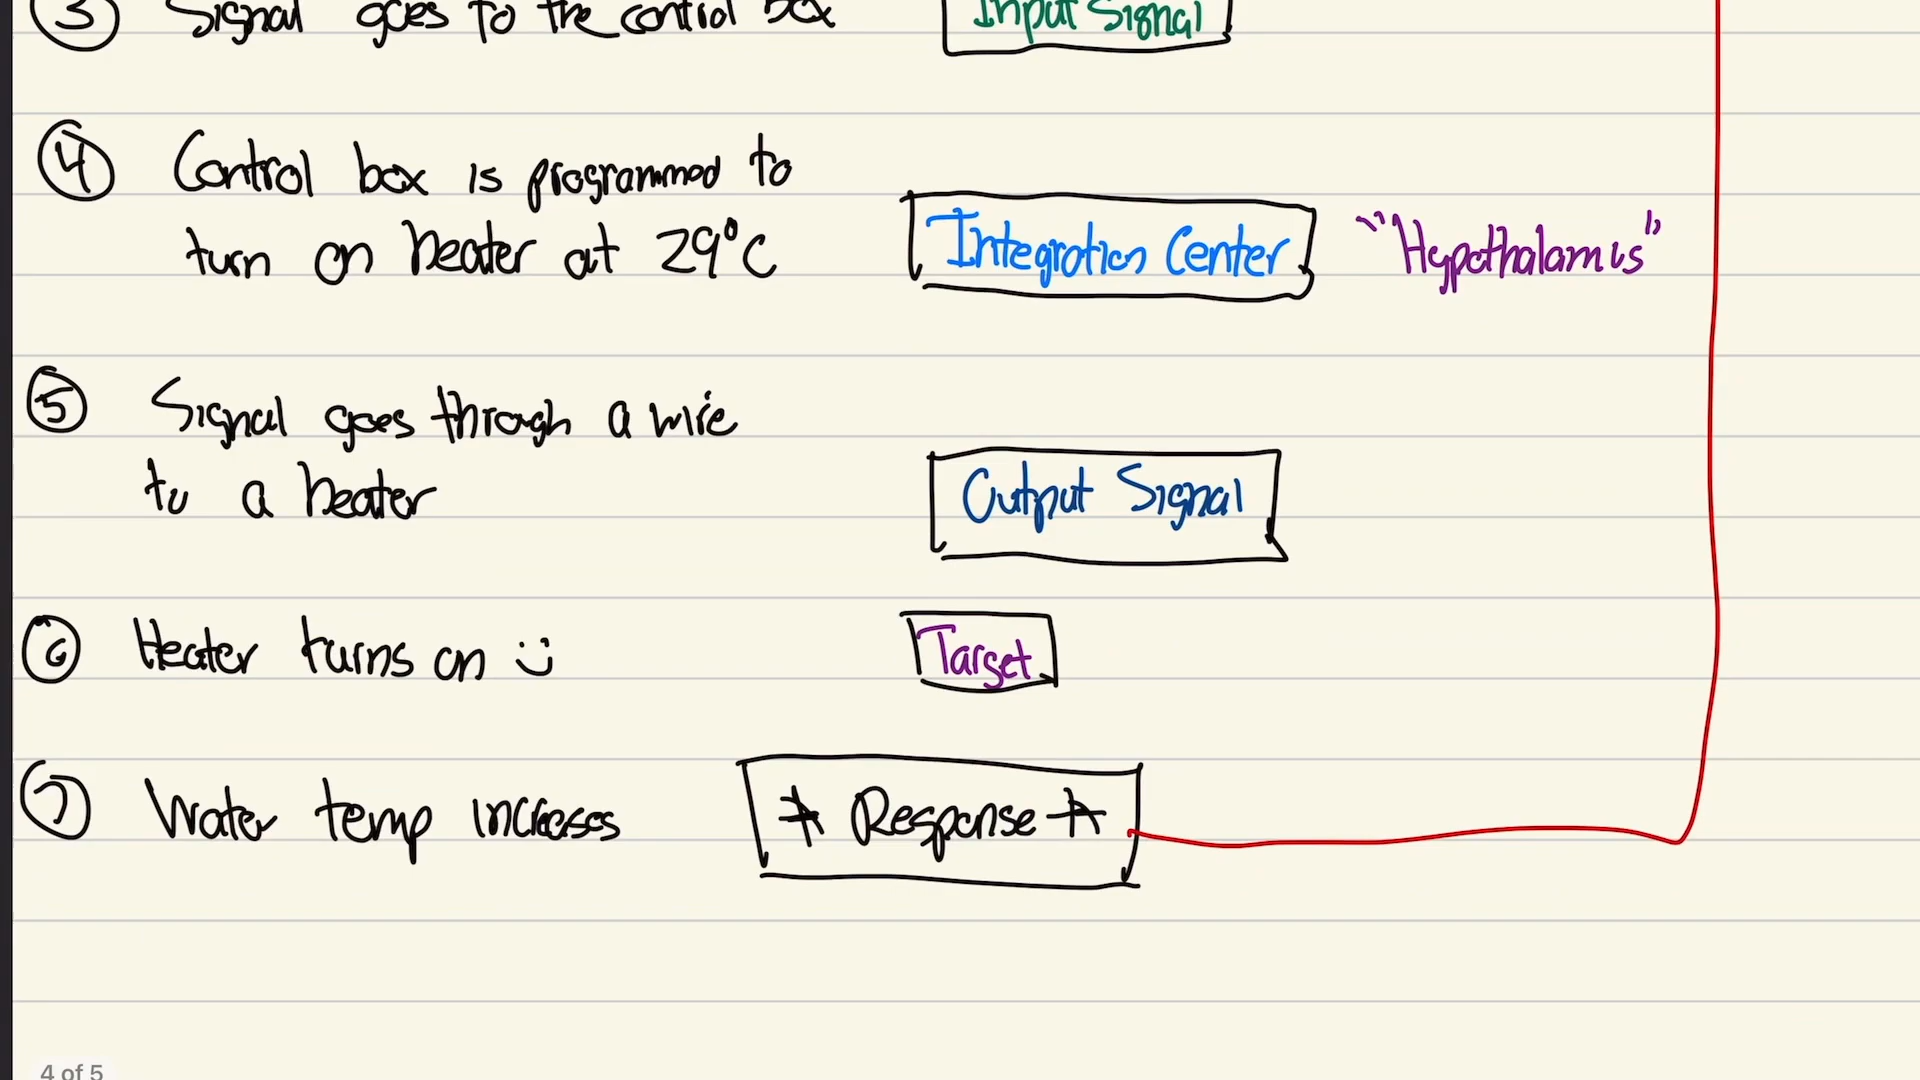 ③ Signal goes to the control box Input Signal
④ Control box is programmed to
turn on heater at 29°C Integration Center "Hypothalamus"
⑤ Signal goes through a wire
to a heater Output Signal
⑥ Heater turns on Target
⑦ Water temp increases * Response *
4 of 5